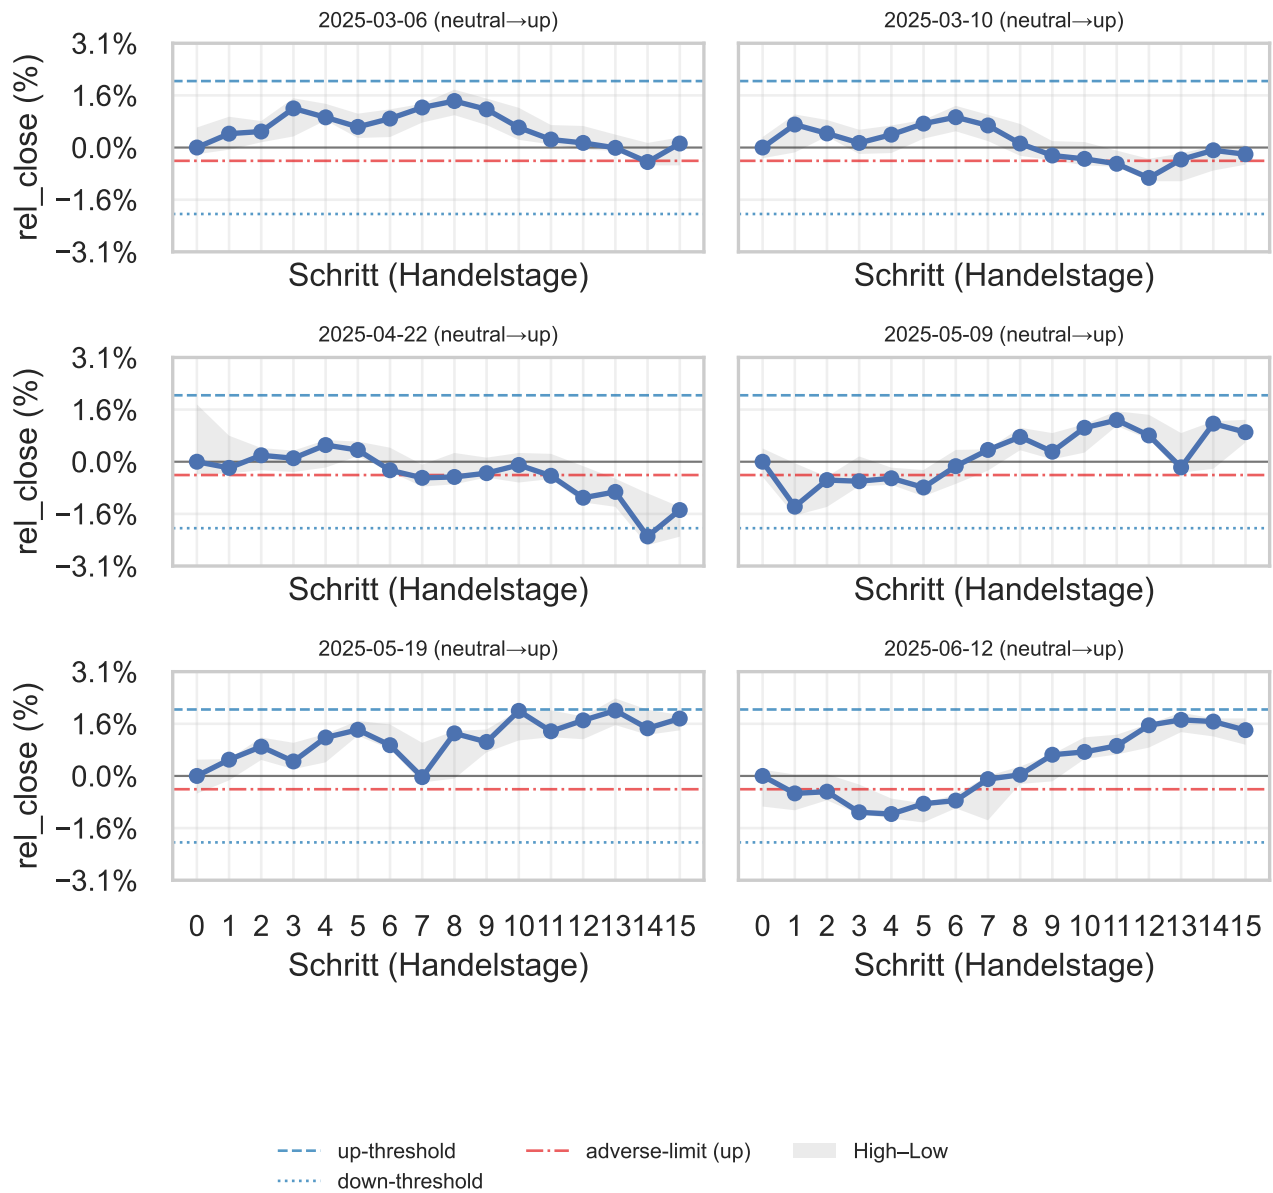 2025-03-06 (neutral→up)
2025-03-10 (neutral→up)
3.1%
1.6%
0.0%
−1.6%
−3.1%
rel_close (%)
Schritt (Handelstage)
Schritt (Handelstage)
2025-04-22 (neutral→up)
2025-05-09 (neutral→up)
3.1%
1.6%
0.0%
−1.6%
−3.1%
rel_close (%)
Schritt (Handelstage)
Schritt (Handelstage)
2025-05-19 (neutral→up)
2025-06-12 (neutral→up)
3.1%
1.6%
0.0%
−1.6%
−3.1%
rel_close (%)
0 1 2 3 4 5 6 7 8 9 10 11 12 13 14 15
0 1 2 3 4 5 6 7 8 9 10 11 12 13 14 15
Schritt (Handelstage)
Schritt (Handelstage)
up-threshold
adverse-limit (up)
High–Low
down-threshold